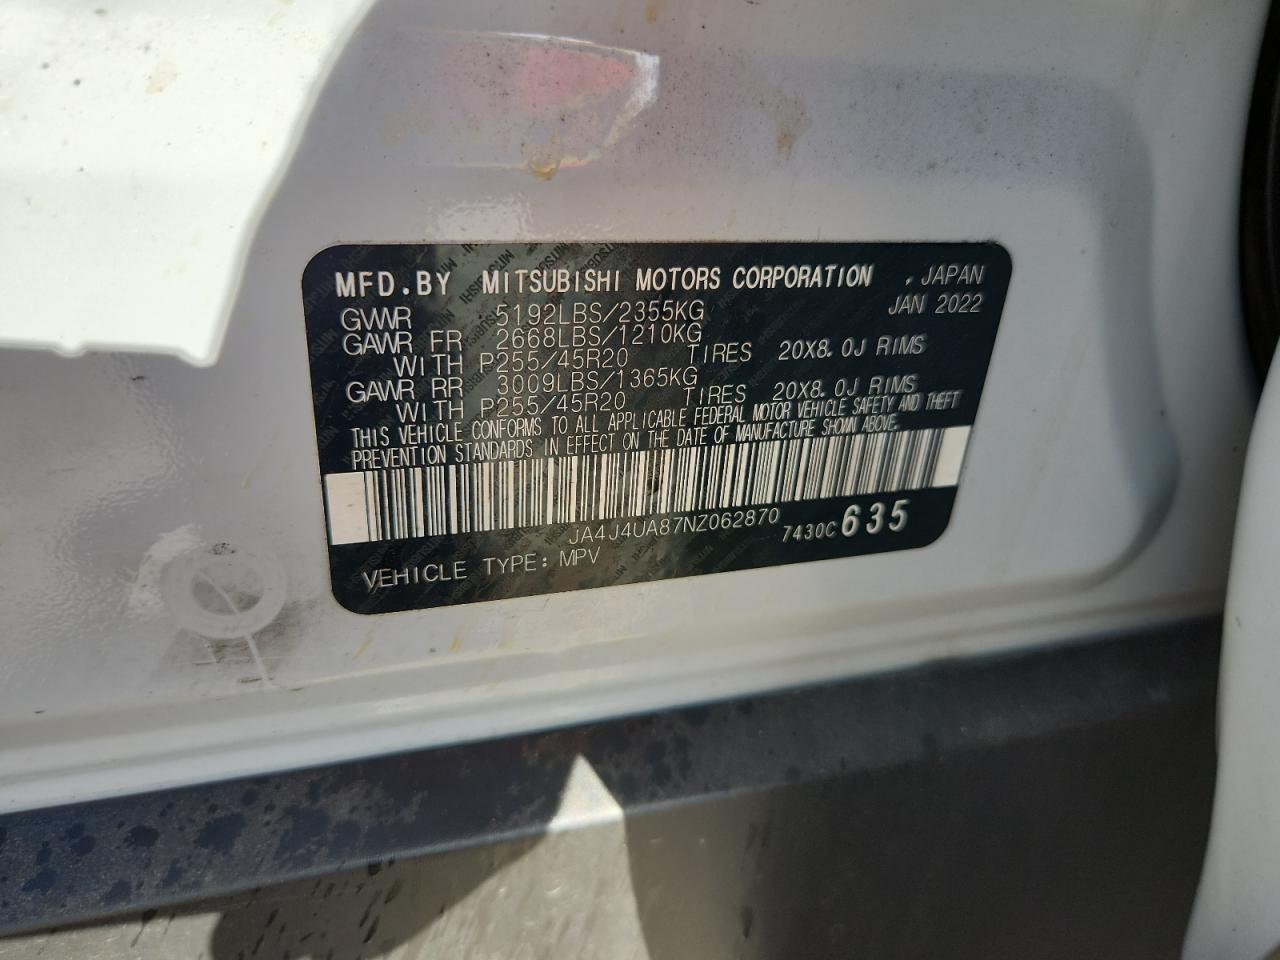 MFD.BY MITSUBISHI MOTORS CORPORATION , JAPAN
JAN 2022
GVWR 5192LBS/2355KG
GAWR FR 2668LBS/1210KG
WITH P255/45R20 TIRES 20X8.0J RIMS
GAWR RR 3009LBS/1365KG
WITH P255/45R20 TIRES 20X8.0J RIMS
THIS VEHICLE CONFORMS TO ALL APPLICABLE FEDERAL MOTOR VEHICLE SAFETY AND THEFT
PREVENTION STANDARDS IN EFFECT ON THE DATE OF MANUFACTURE SHOWN ABOVE.
JA4J4UA87NZ062870 7430C 635
VEHICLE TYPE: MPV